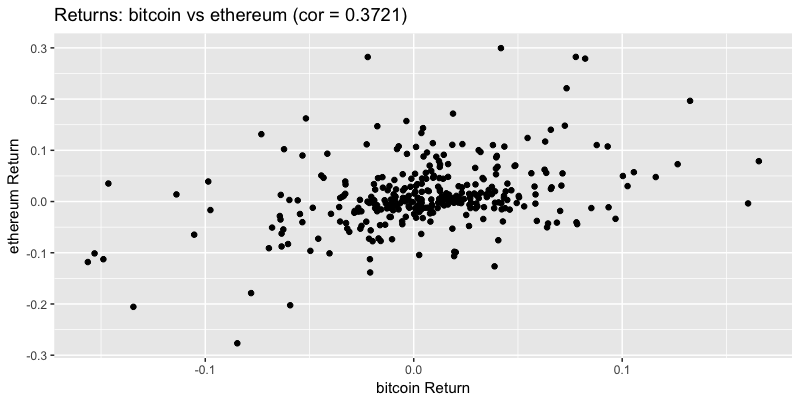 Returns: bitcoin vs ethereum (cor = 0.3721)
0.3
0.2
0.1
0.0
-0.1
-0.2
-0.3
ethereum Return
-0.1 0.0 0.1
bitcoin Return